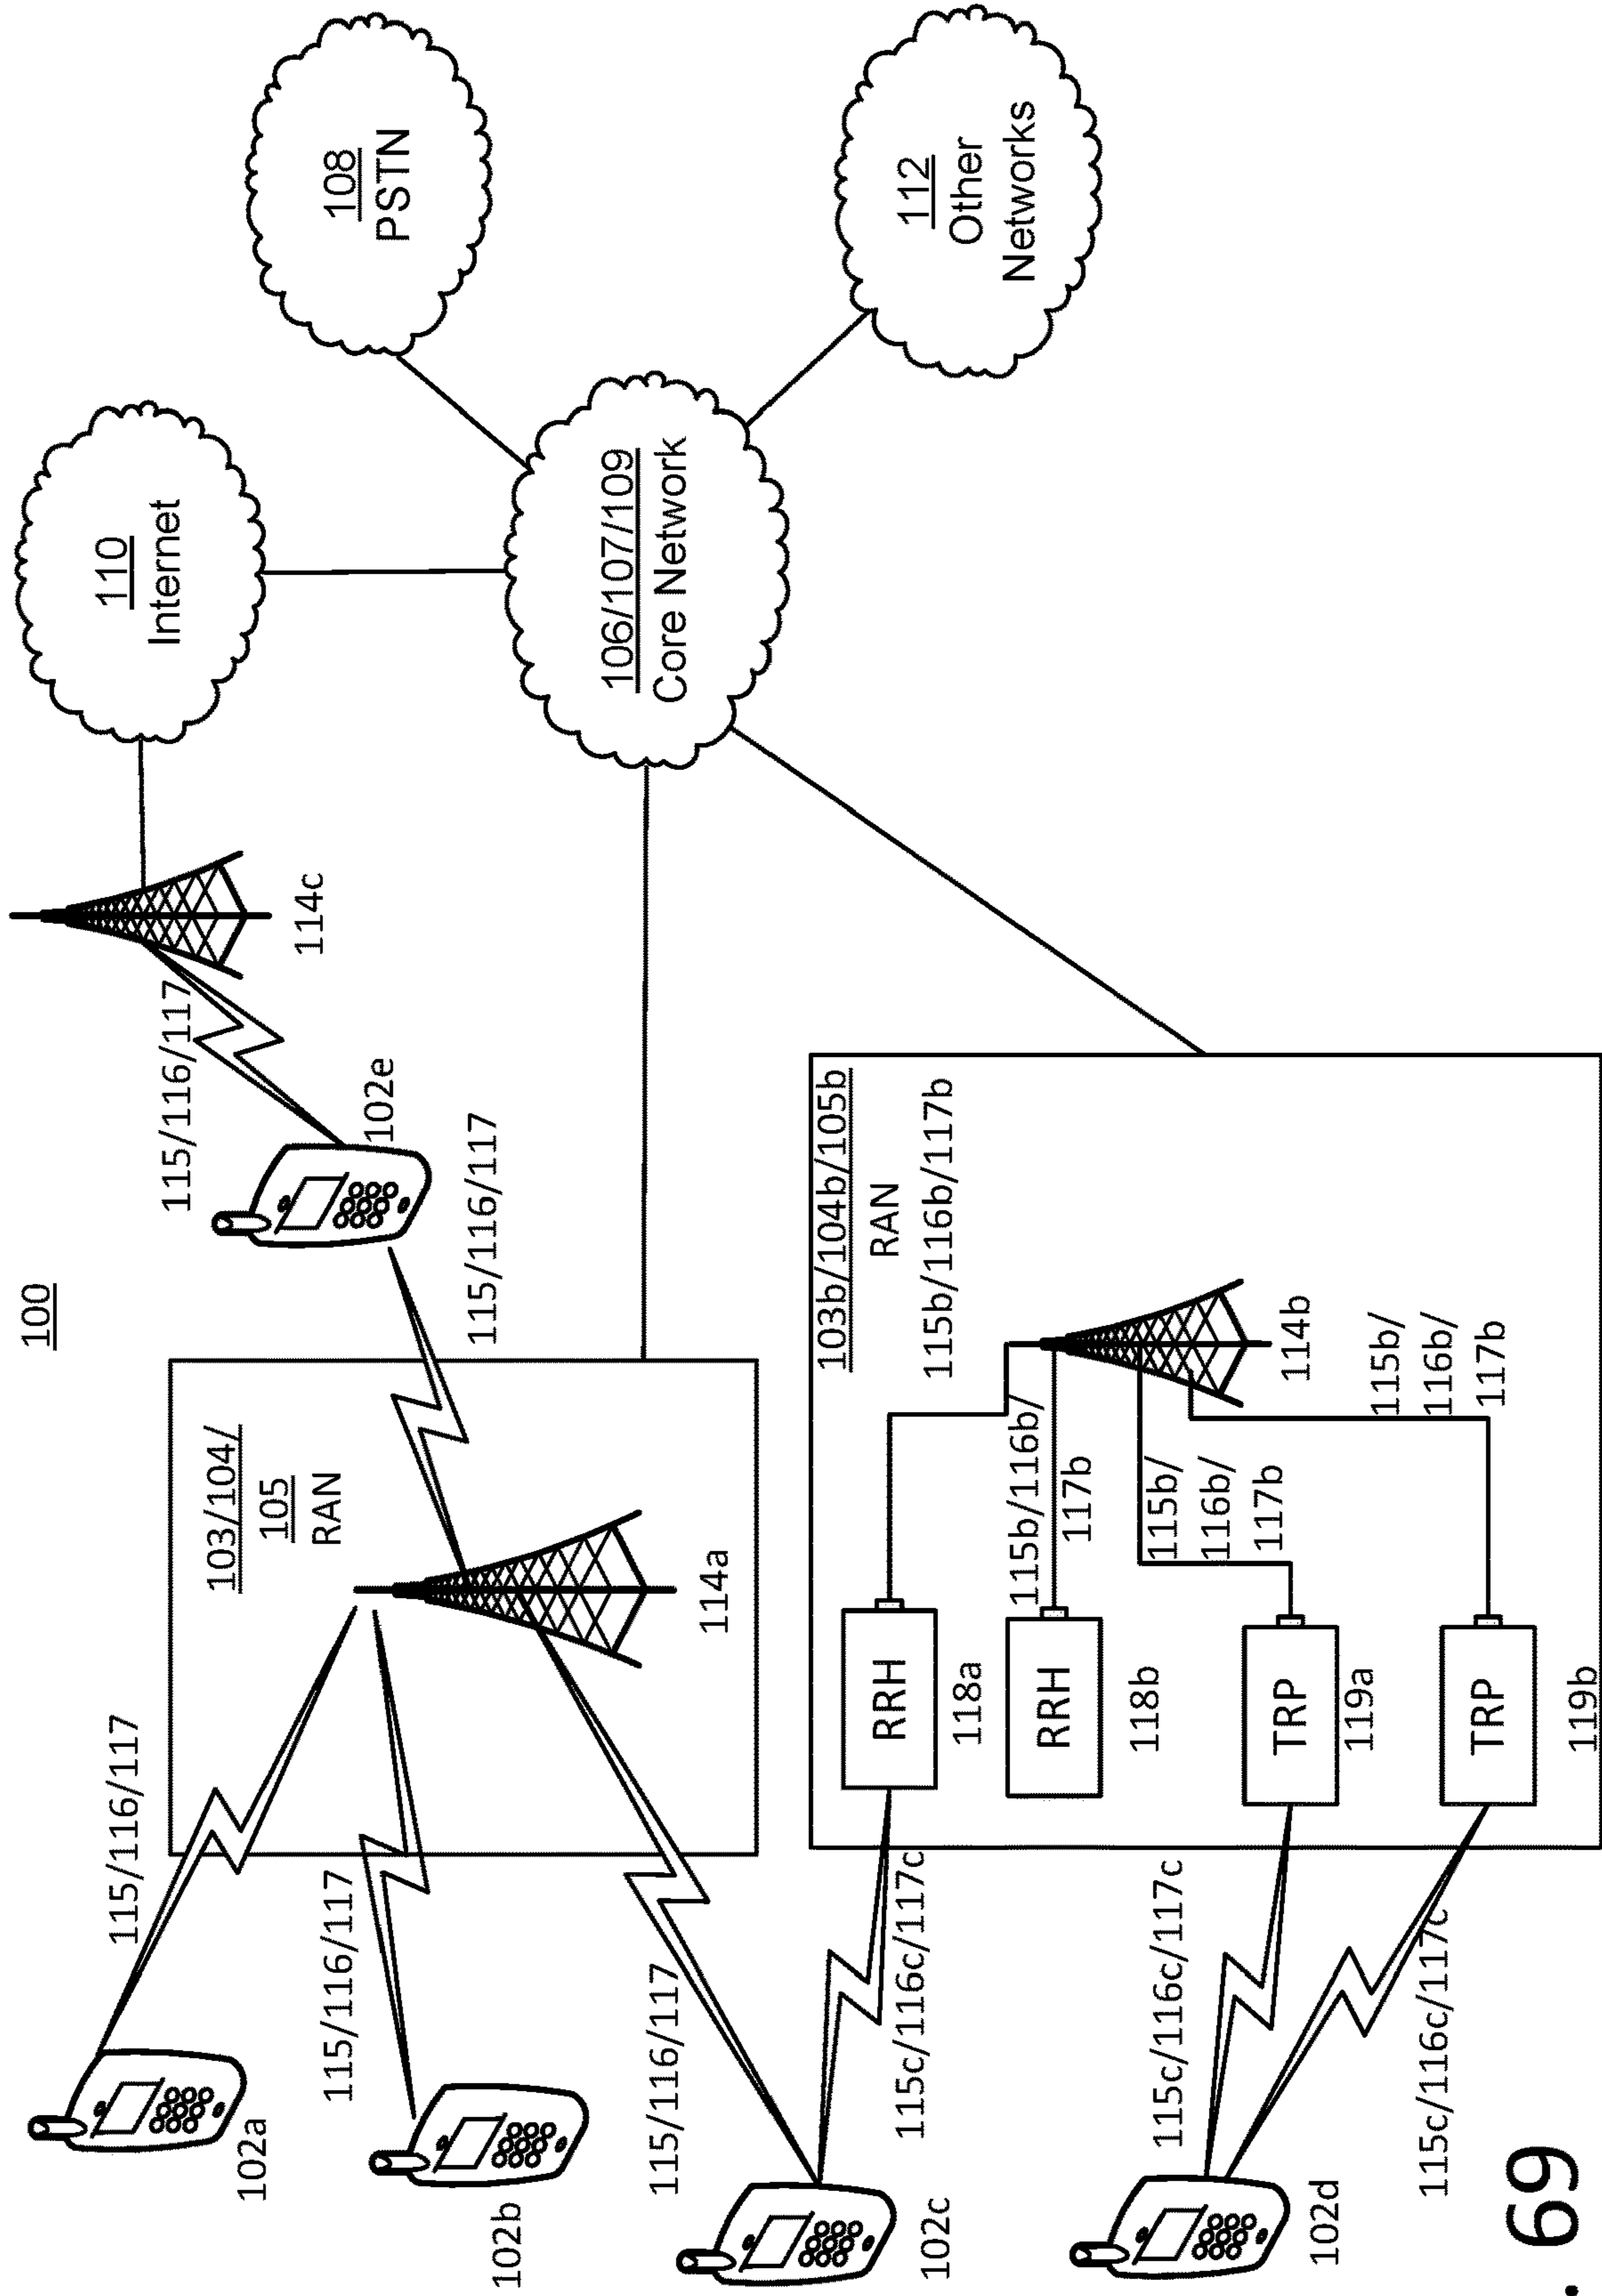 100
110
Internet
115/116/117
115/116/117
102a
103/104/
105
RAN
114c
108
PSTN
115/116/117
102e
115/116/117
102b
106/107/109
Core Network
115/116/117
114a
103b/104b/105b
RAN
115b/116b/117b
RRH
118a
112
Other
Networks
115c/116c/117c
102c
115b/116b/
117b
RRH
118b
115b/
116b/
117b
114b
115c/116c/117c
TRP
119a
115b/
116b/
117b
102d
115c/116c/117c
TRP
119b
. 69